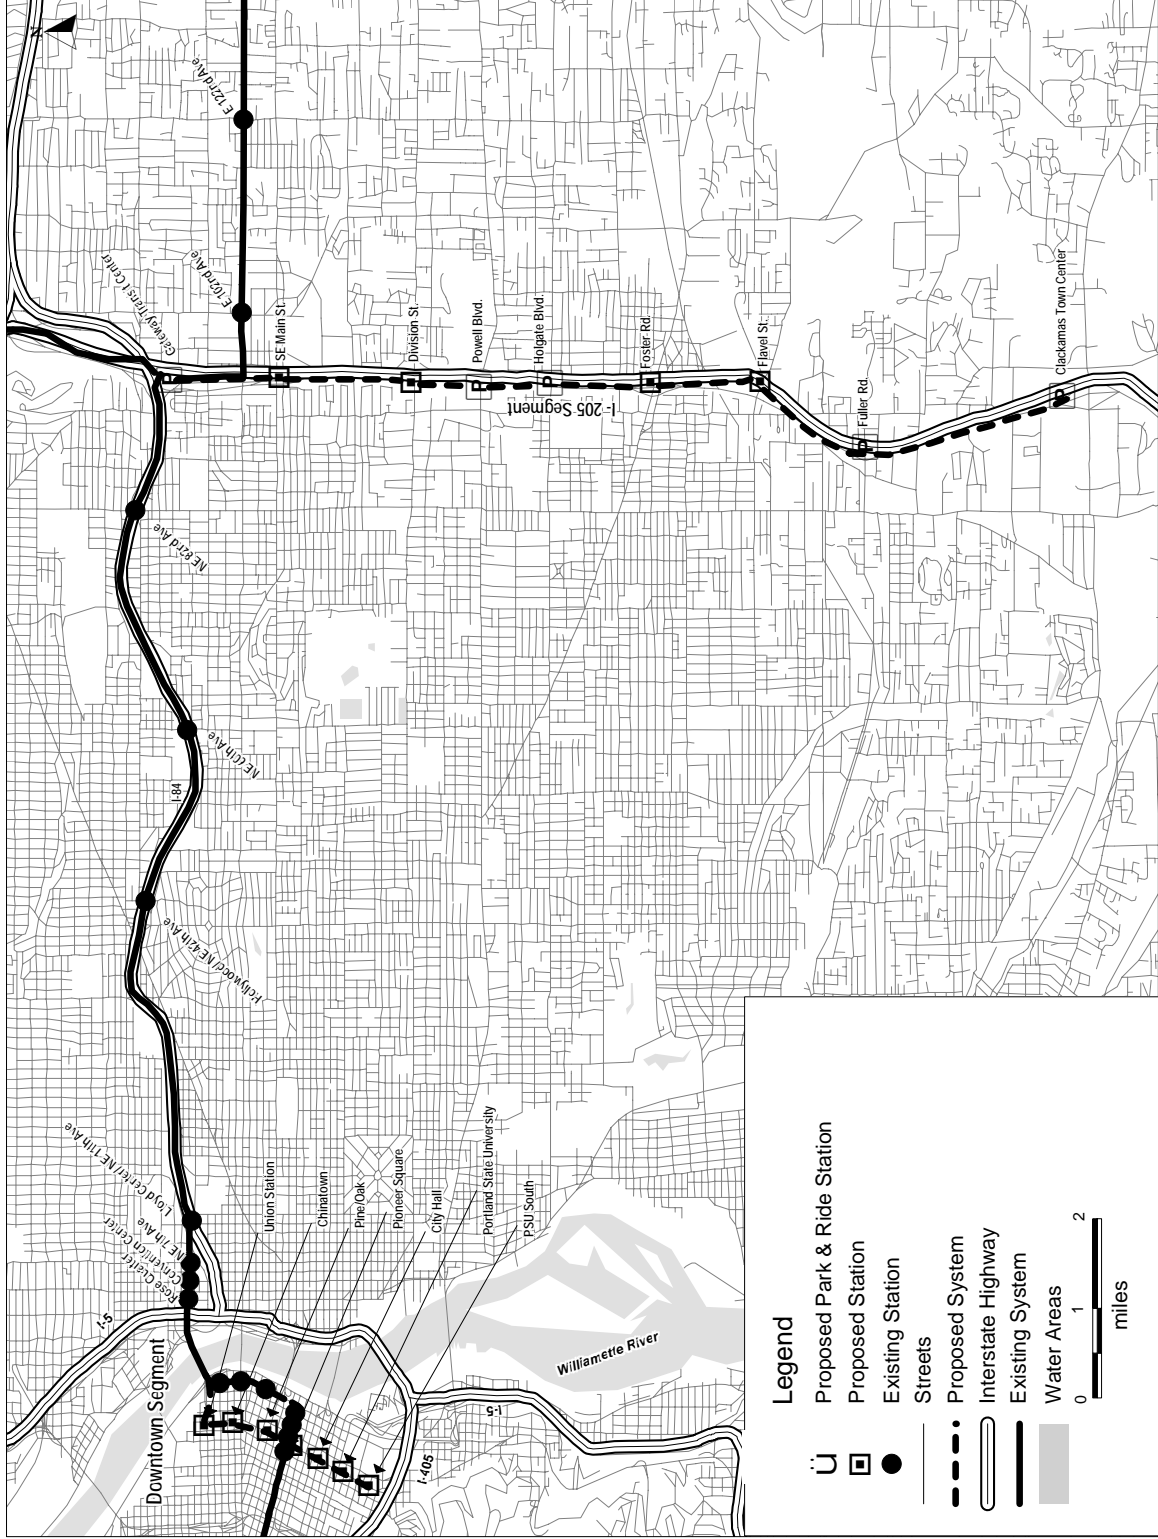 N
E 122nd Ave
E 102nd Ave
Gateway Transit Center
SE Main St.
Division St.
P Powell Blvd.
P Holgate Blvd.
Foster Rd.
Flavel St.
P Fuller Rd.
P Clackamas Town Center
I-205 Segment
NE 82nd Ave
NE 60th Ave
I-84
Hollywood/NE 42th Ave
Lloyd Center/NE 11th Ave
NE 7th Ave
Convention Center
Rose Quarter
I-5
Downtown Segment
Union Station
Chinatown
Pine/Oak
Pioneer Square
City Hall
Portland State University
PSU South
Williamette River
I-5
I-405
Legend
Ü Proposed Park & Ride Station
Proposed Station
Existing Station
Streets
Proposed System
Interstate Highway
Existing System
Water Areas
0 1 2
miles